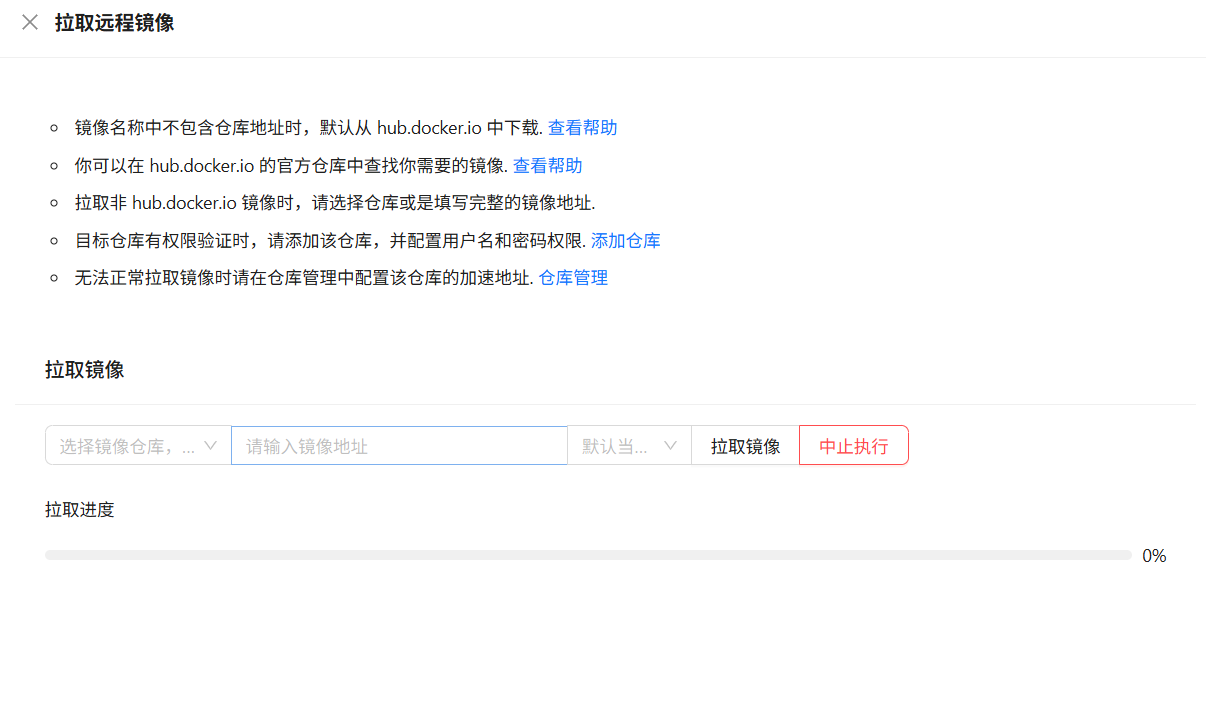 拉取远程镜像
镜像名称中不包含仓库地址时，默认从 hub.docker.io 中下载. 查看帮助
你可以在 hub.docker.io 的官方仓库中查找你需要的镜像. 查看帮助
拉取非 hub.docker.io 镜像时，请选择仓库或是填写完整的镜像地址.
目标仓库有权限验证时，请添加该仓库，并配置用户名和密码权限. 添加仓库
无法正常拉取镜像时请在仓库管理中配置该仓库的加速地址. 仓库管理
拉取镜像
选择镜像仓库，... 请输入镜像地址 默认当... 拉取镜像 中止执行
拉取进度
0%